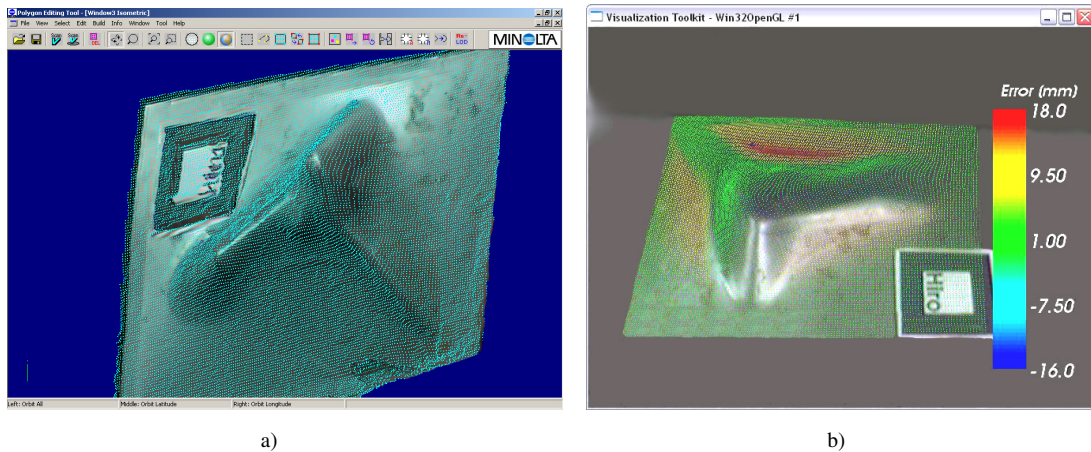 Polygon Editing Tool - [Window3 Isometric]
File View Select Edit Build Info Window Tool Help
MINOLTA
Left: Orbit All Middle: Orbit Latitude Right: Orbit Longitude
a)
Visualization Toolkit - Win32OpenGL #1
Error (mm)
18.0
9.50
1.00
-7.50
-16.0
Hiro
b)